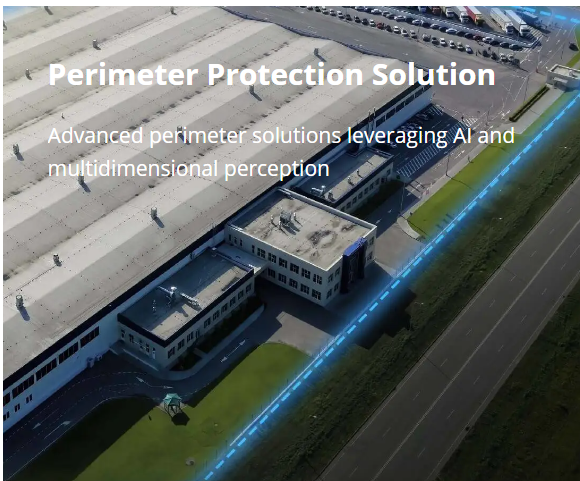 Perimeter Protection Solution
Advanced perimeter solutions leveraging AI and
multidimensional perception